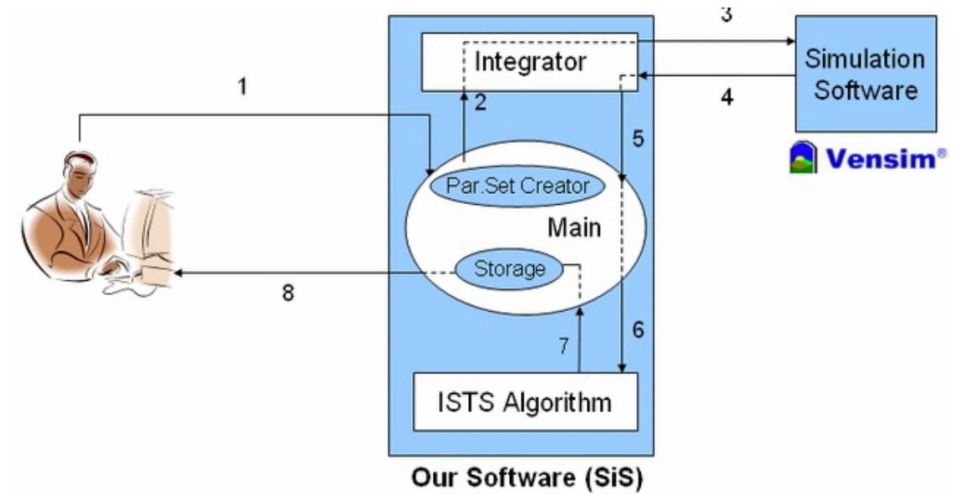 3
Integrator
Simulation
Software
1
2
4
5
Vensim®
Par.Set Creator
Main
Storage
8
6
7
ISTS Algorithm
Our Software (SiS)